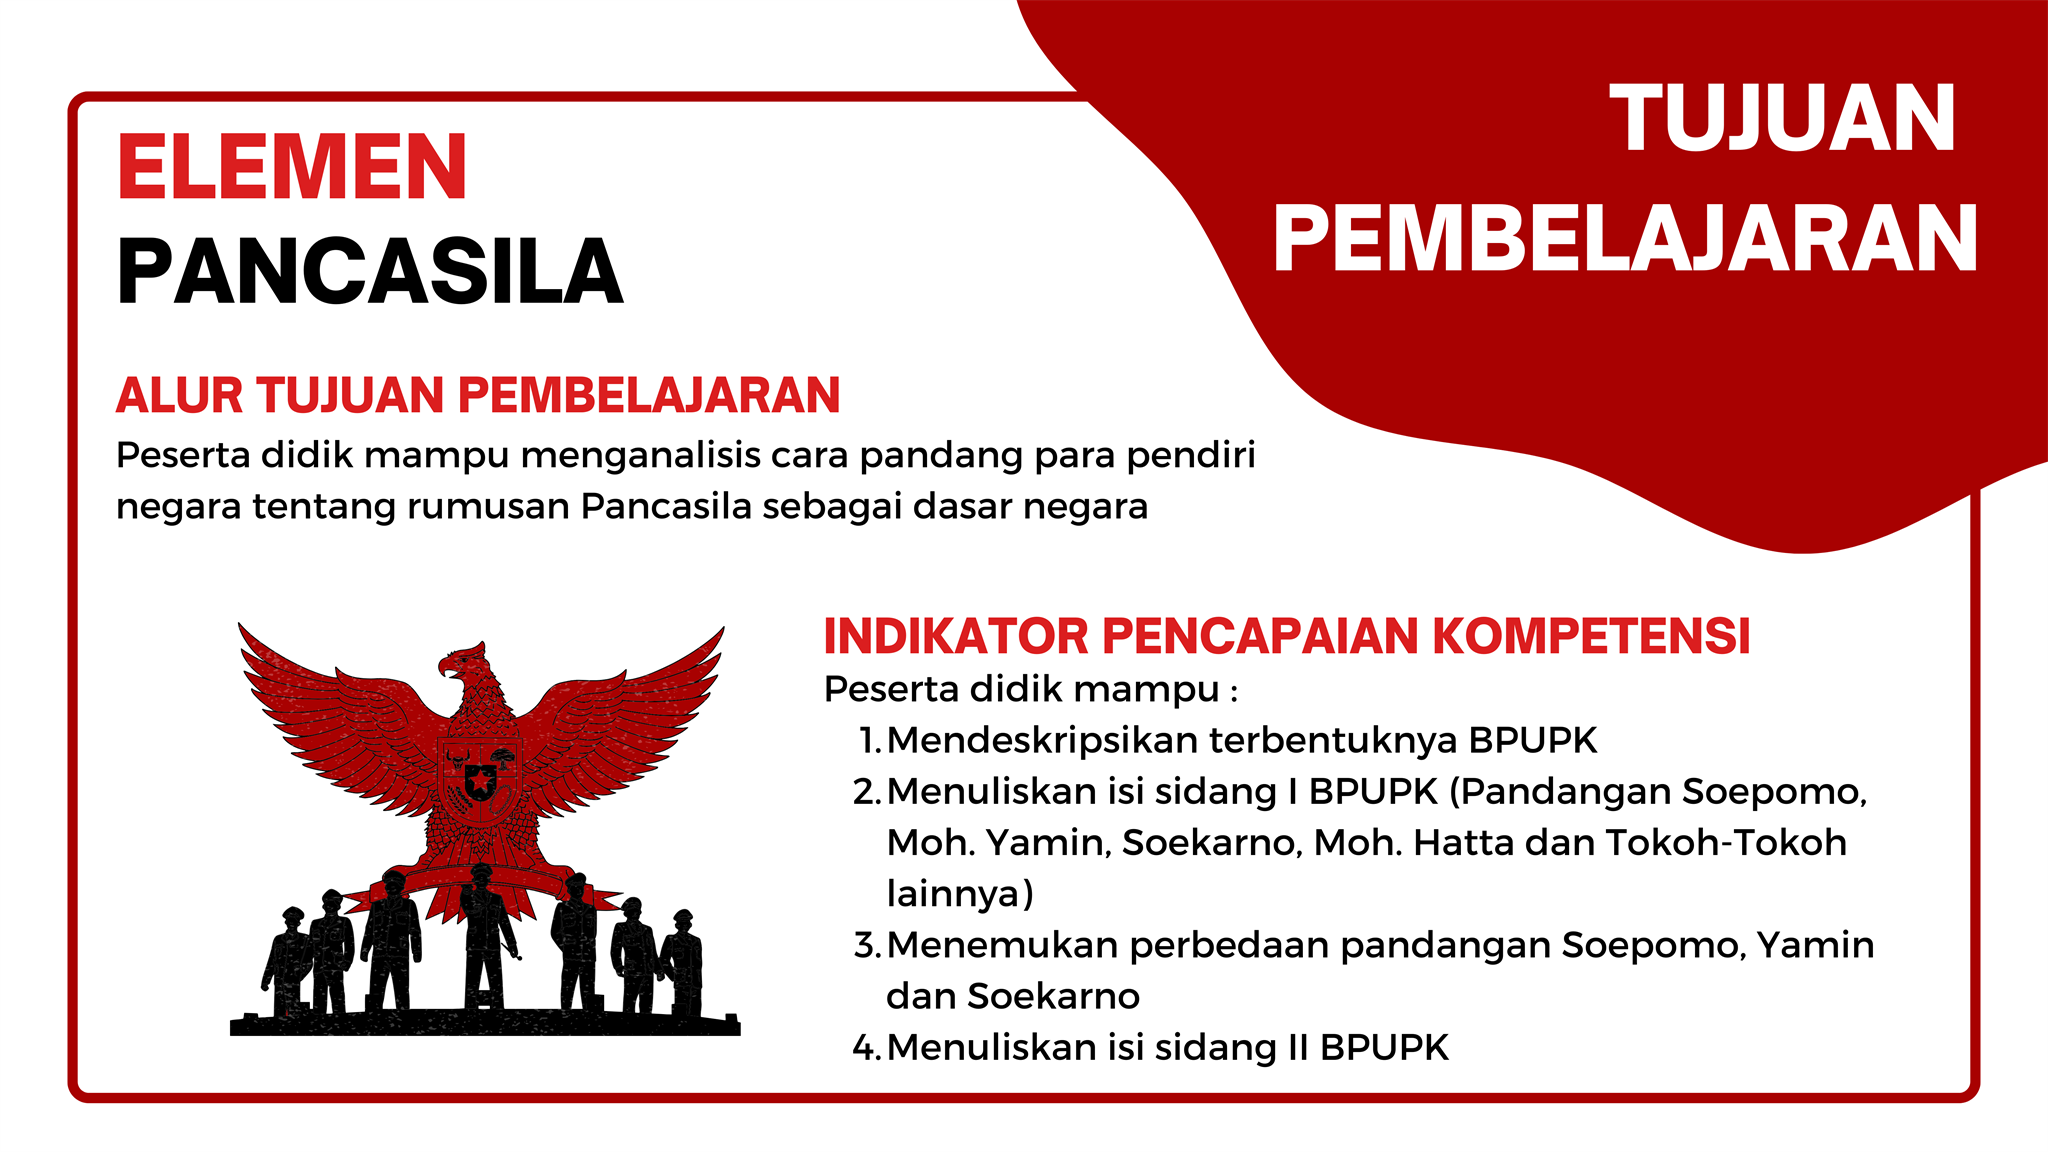 TUJUAN
PEMBELAJARAN
ELEMEN
PANCASILA
ALUR TUJUAN PEMBELAJARAN
Peserta didik mampu menganalisis cara pandang para pendiri
negara tentang rumusan Pancasila sebagai dasar negara
INDIKATOR PENCAPAIAN KOMPETENSI
Peserta didik mampu :
1. Mendeskripsikan terbentuknya BPUPK
2. Menuliskan isi sidang I BPUPK (Pandangan Soepomo,
Moh. Yamin, Soekarno, Moh. Hatta dan Tokoh-Tokoh
lainnya)
3. Menemukan perbedaan pandangan Soepomo, Yamin
dan Soekarno
4. Menuliskan isi sidang II BPUPK